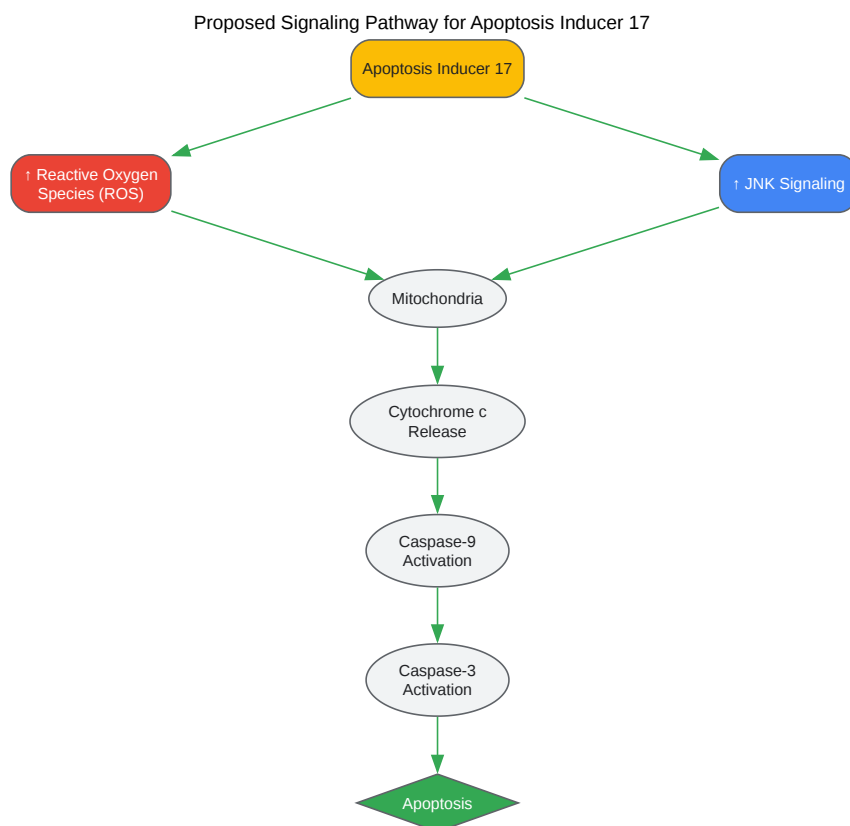 Proposed Signaling Pathway for Apoptosis Inducer 17
Apoptosis Inducer 17
↑ Reactive Oxygen
Species (ROS)
↑ JNK Signaling
Mitochondria
Cytochrome c
Release
Caspase-9
Activation
Caspase-3
Activation
Apoptosis